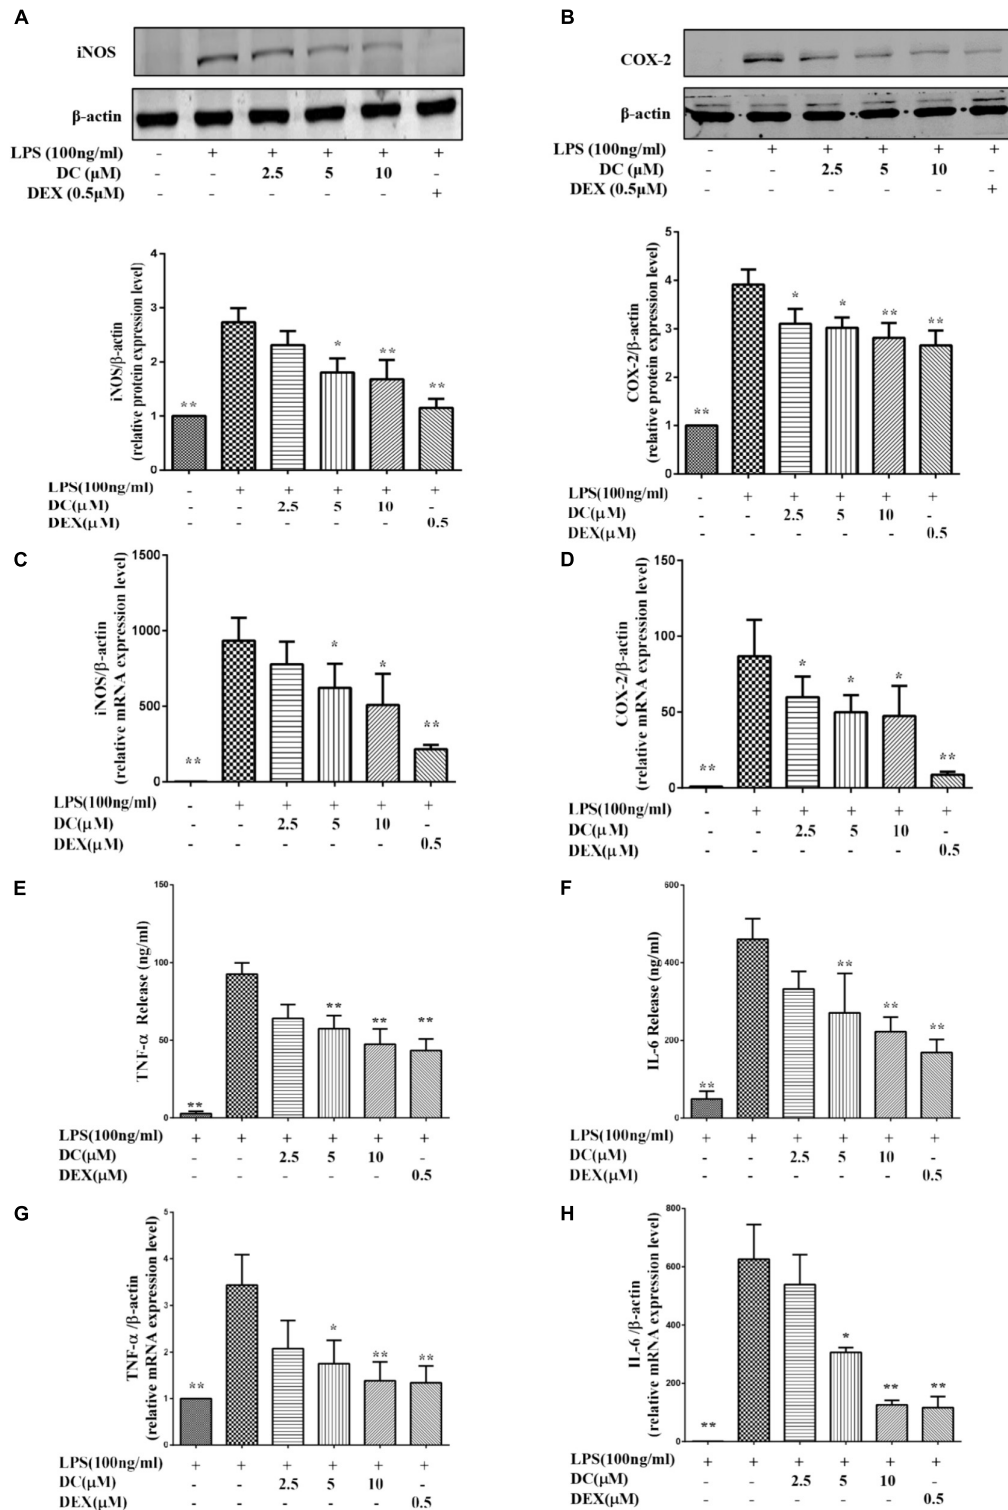 A
iNOS
β-actin
LPS (100ng/ml) - + + + + +
DC (μM) - - 2.5 5 10 -
DEX (0.5μM) - - - - - +
iNOS/β-actin
(relative protein expression level)
4
3
2
1
0
** * ** **
LPS(100ng/ml) - + + + + +
DC(μM) - - 2.5 5 10 -
DEX(μM) - - - - - 0.5
B
COX-2
β-actin
LPS (100ng/ml) - + + + + +
DC (μM) - - 2.5 5 10 -
DEX (0.5μM) - - - - - +
COX-2/β-actin
(relative protein expression level)
5
4
3
2
1
0
** * * ** **
LPS(100ng/ml) - + + + + +
DC(μM) - - 2.5 5 10 -
DEX(μM) - - - - - 0.5
C
iNOS/β-actin
(relative mRNA expression level)
1500
1000
500
0
** * * **
LPS(100ng/ml) - + + + + +
DC(μM) - - 2.5 5 10 -
DEX(μM) - - - - - 0.5
D
COX-2/β-actin
(relative mRNA expression level)
150
100
50
0
** * * * **
LPS(100ng/ml) - + + + + +
DC(μM) - - 2.5 5 10 -
DEX(μM) - - - - - 0.5
E
TNF-α Release (ng/ml)
150
100
50
0
** ** ** **
LPS(100ng/ml) + + + + + +
DC(μM) - - 2.5 5 10 -
DEX(μM) - - - - - 0.5
F
IL-6 Release (ng/ml)
600
400
200
0
** ** ** **
LPS(100ng/ml) + + + + + +
DC(μM) - - 2.5 5 10 -
DEX(μM) - - - - - 0.5
G
TNF-α /β-actin
(relative mRNA expression level)
5
4
3
2
1
0
** * ** **
LPS(100ng/ml) + + + + + +
DC(μM) - - 2.5 5 10 -
DEX(μM) - - - - - 0.5
H
IL-6 /β-actin
(relative mRNA expression level)
800
600
400
200
0
** * ** **
LPS(100ng/ml) + + + + + +
DC(μM) - - 2.5 5 10 -
DEX(μM) - - - - - 0.5